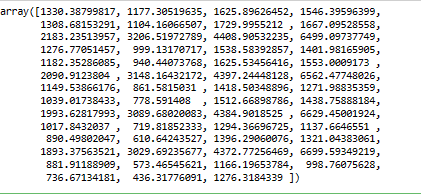 array([1330.38799817, 1177.30519635, 1625.89626452, 1546.39596399,
1308.68153291, 1104.16066507, 1729.9955212 , 1667.09528558,
2183.23513957, 3206.51972789, 4408.90532235, 6499.09737749,
1276.77051457, 999.13170717, 1538.58392857, 1401.98165905,
1182.35286085, 940.44073768, 1625.53456414, 1553.0009173 ,
2090.9123804 , 3148.16432172, 4397.24448128, 6562.47748026,
1149.53866176, 861.5815031 , 1418.50348896, 1271.98835359,
1039.01738433, 778.591408 , 1512.66898786, 1438.75888184,
1993.62817993, 3089.68020083, 4384.9018525 , 6629.45001924,
1017.8432037 , 719.81852333, 1294.36696725, 1137.6646551 ,
890.49802047, 610.64243527, 1396.29060076, 1321.04383061,
1893.37563521, 3029.69235677, 4372.77256469, 6699.59349219,
881.91188909, 573.46545621, 1166.19653784, 998.76075628,
736.67134181, 436.31776091, 1276.3184339 ])